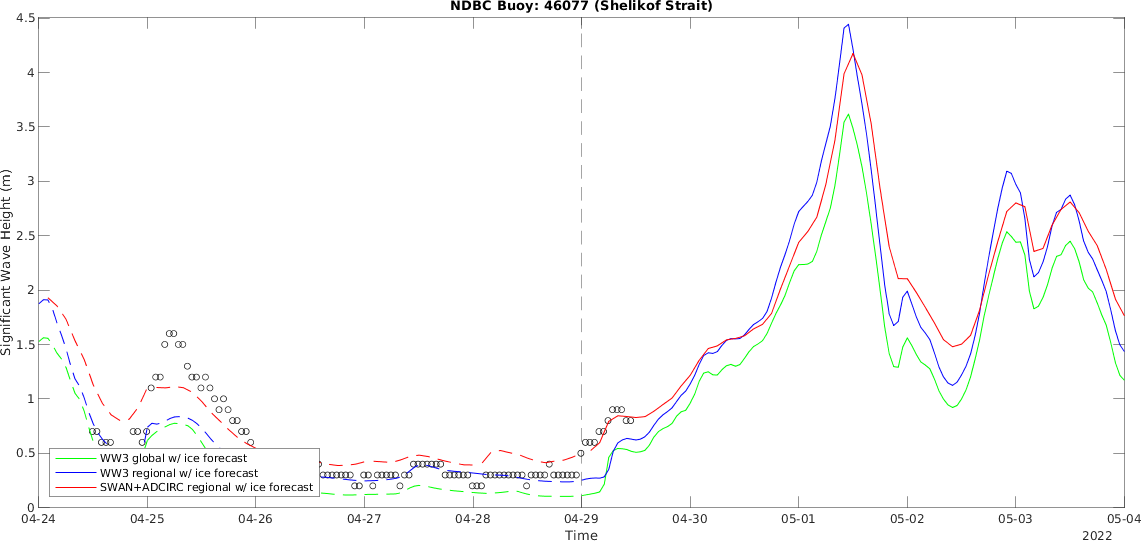 NDBC Buoy: 46077 (Shelikof Strait)
4.5
4
3.5
3
2.5
2
1.5
1
0.5
0
Significant Wave Height (m)
WW3 global w/ ice forecast
WW3 regional w/ ice forecast
SWAN+ADCIRC regional w/ ice forecast
04-24 04-25 04-26 04-27 04-28 04-29 04-30 05-01 05-02 05-03 05-04
Time
2022